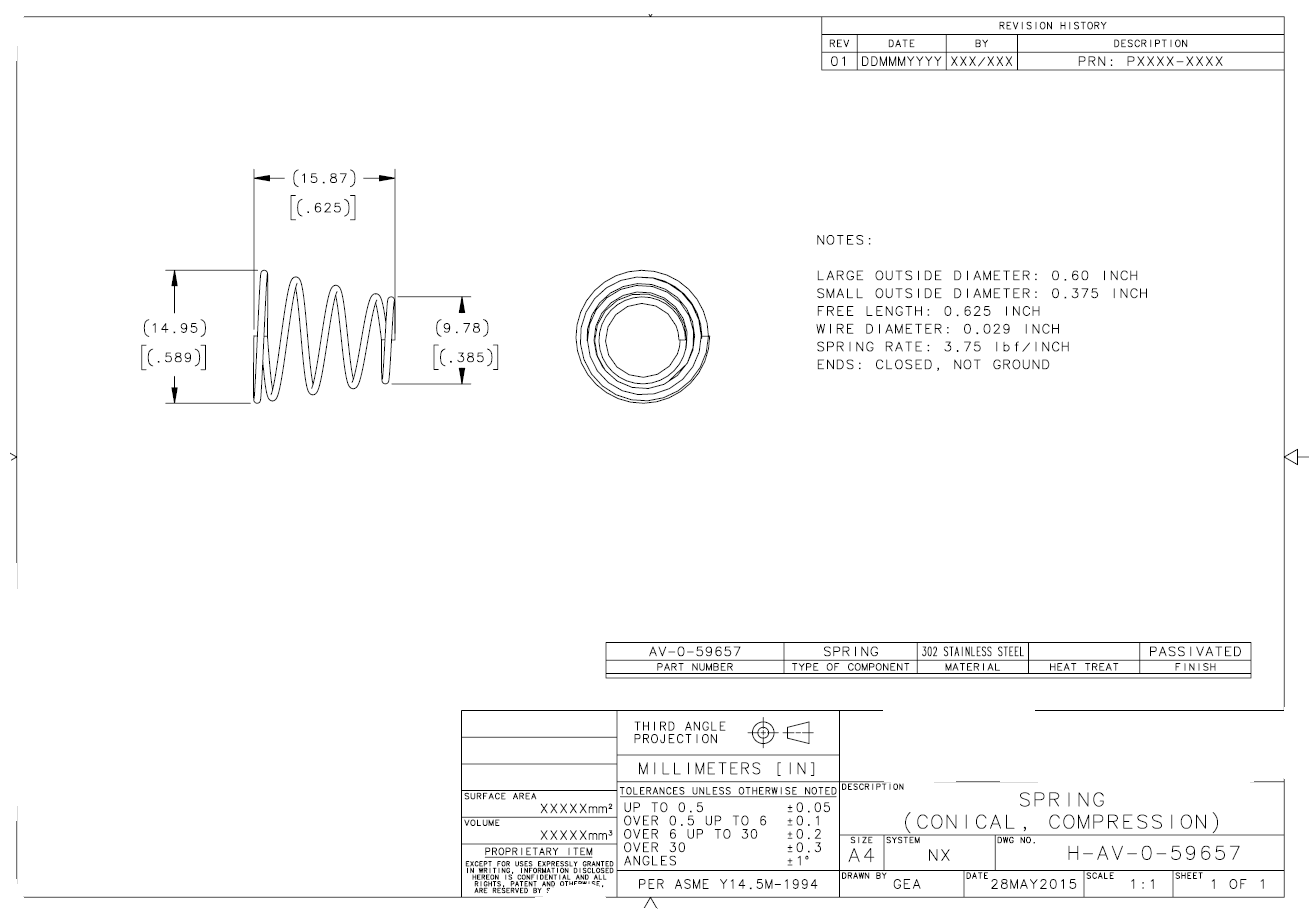 REVISION HISTORY
REV DATE BY DESCRIPTION
01 DDMMMYYYY XXX/XXX PRN: PXXXX-XXXX
(15.87)
[(.625)]
(14.95)
[(.589)]
(9.78)
[(.385)]
NOTES:
LARGE OUTSIDE DIAMETER: 0.60 INCH
SMALL OUTSIDE DIAMETER: 0.375 INCH
FREE LENGTH: 0.625 INCH
WIRE DIAMETER: 0.029 INCH
SPRING RATE: 3.75 lbf/INCH
ENDS: CLOSED, NOT GROUND
AV-0-59657 SPRING 302 STAINLESS STEEL PASSIVATED
PART NUMBER TYPE OF COMPONENT MATERIAL HEAT TREAT FINISH
THIRD ANGLE
PROJECTION
MILLIMETERS [IN]
TOLERANCES UNLESS OTHERWISE NOTED
UP TO 0.5 ±0.05
OVER 0.5 UP TO 6 ±0.1
OVER 6 UP TO 30 ±0.2
OVER 30 ±0.3
ANGLES ±1°
PER ASME Y14.5M-1994
SURFACE AREA
XXXXXmm²
VOLUME
XXXXXmm³
PROPRIETARY ITEM
EXCEPT FOR USES EXPRESSLY GRANTED
IN WRITING, INFORMATION DISCLOSED
HEREON IS CONFIDENTIAL AND ALL
RIGHTS, PATENT AND OTHERWISE,
ARE RESERVED BY
DESCRIPTION
SPRING
(CONICAL, COMPRESSION)
SIZE A4 SYSTEM NX DWG NO. H-AV-0-59657
DRAWN BY GEA DATE 28MAY2015 SCALE 1:1 SHEET 1 OF 1